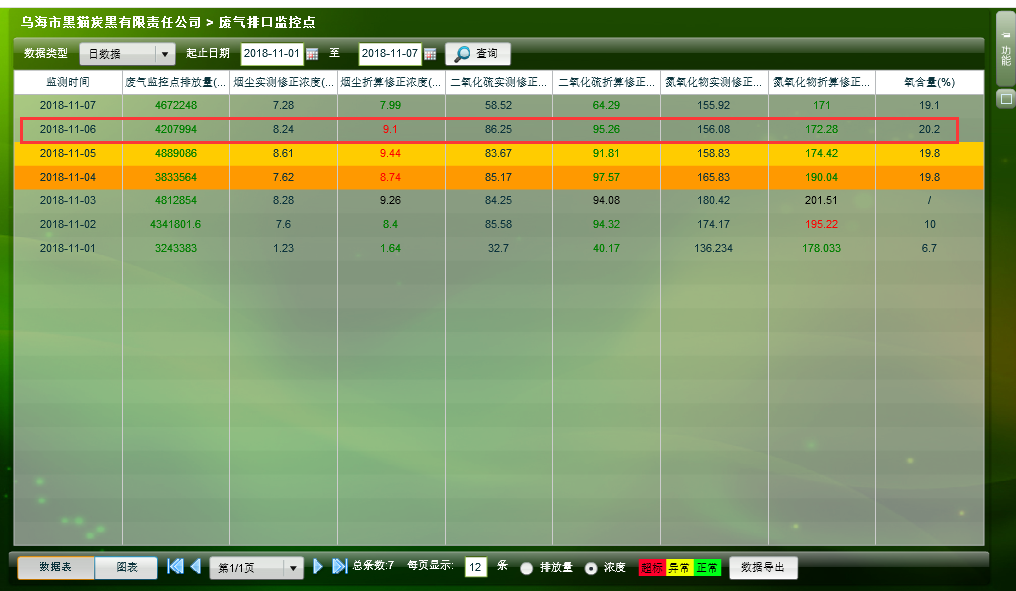 乌海市黑猫炭黑有限责任公司 > 废气排口监控点
数据类型 日数据 起止日期 2018-11-01 至 2018-11-07 查询
功能
监测时间 废气监控点排放量(... 烟尘实测修正浓度(... 烟尘折算修正浓度(... 二氧化硫实测修正... 二氧化硫折算修正... 氮氧化物实测修正... 氮氧化物折算修正... 氧含量(%)
2018-11-07 4672248 7.28 7.99 58.52 64.29 155.92 171 19.1
2018-11-06 4207994 8.24 9.1 86.25 95.26 156.08 172.28 20.2
2018-11-05 4889086 8.61 9.44 83.67 91.81 158.83 174.42 19.8
2018-11-04 3833564 7.62 8.74 85.17 97.57 165.83 190.04 19.8
2018-11-03 4812854 8.28 9.26 84.25 94.08 180.42 201.51 /
2018-11-02 4341801.6 7.6 8.4 85.58 94.32 174.17 195.22 10
2018-11-01 3243383 1.23 1.64 32.7 40.17 136.234 178.033 6.7
数据表 图表 第1/1页 总条数:7 每页显示: 12 条 排放量 浓度 超标 异常 正常 数据导出